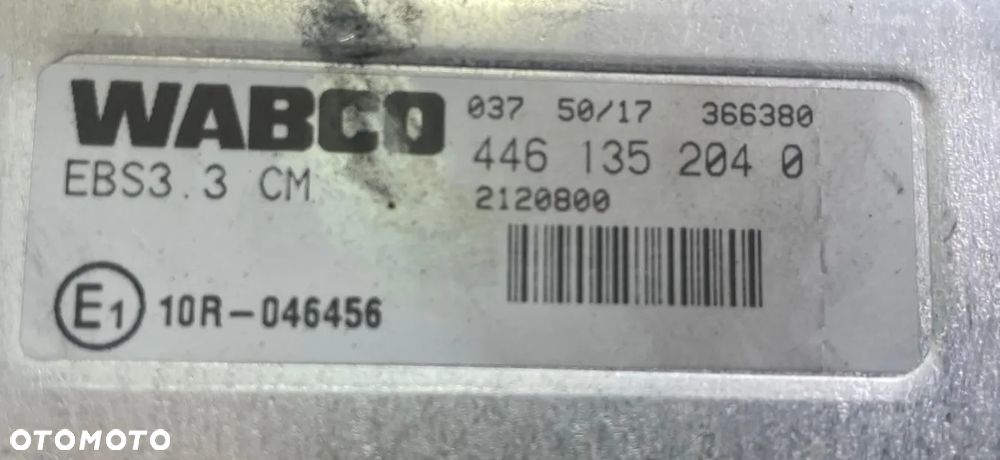 WABCO
EBS3.3 CM
037 50/17 366380
446 135 204 0
2120800
E1 10R-046456
OTOMOTO